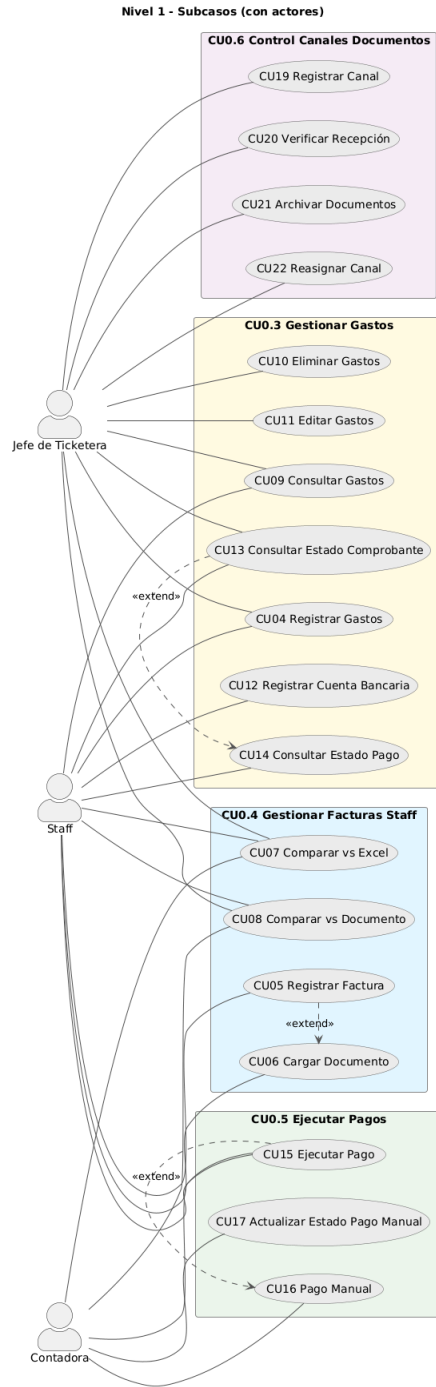 Nivel 1 - Subcasos (con actores)
CU0.6 Control Canales Documentos
CU19 Registrar Canal
CU20 Verificar Recepción
CU21 Archivar Documentos
CU22 Reasignar Canal
CU0.3 Gestionar Gastos
CU10 Eliminar Gastos
CU11 Editar Gastos
Jefe de Ticketera
CU09 Consultar Gastos
CU13 Consultar Estado Comprobante
«extend»
CU04 Registrar Gastos
CU12 Registrar Cuenta Bancaria
CU14 Consultar Estado Pago
CU0.4 Gestionar Facturas Staff
Staff
CU07 Comparar vs Excel
CU08 Comparar vs Documento
CU05 Registrar Factura
«extend»
CU06 Cargar Documento
CU0.5 Ejecutar Pagos
CU15 Ejecutar Pago
«extend»
CU17 Actualizar Estado Pago Manual
CU16 Pago Manual
Contadora